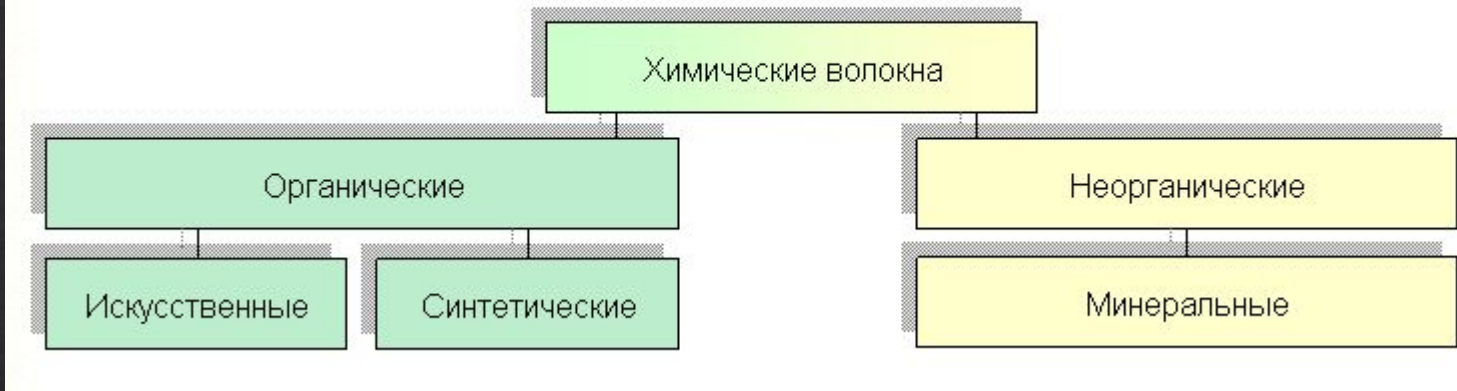 Химические волокна
Органические
Неорганические
Искусственные
Синтетические
Минеральные